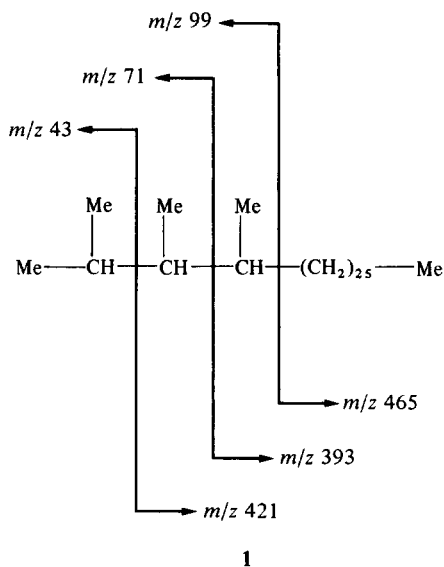 m/z 99
m/z 71
m/z 43
Me Me Me
Me—CH—CH—CH—(CH₂)₂₅—Me
m/z 465
m/z 393
m/z 421
1